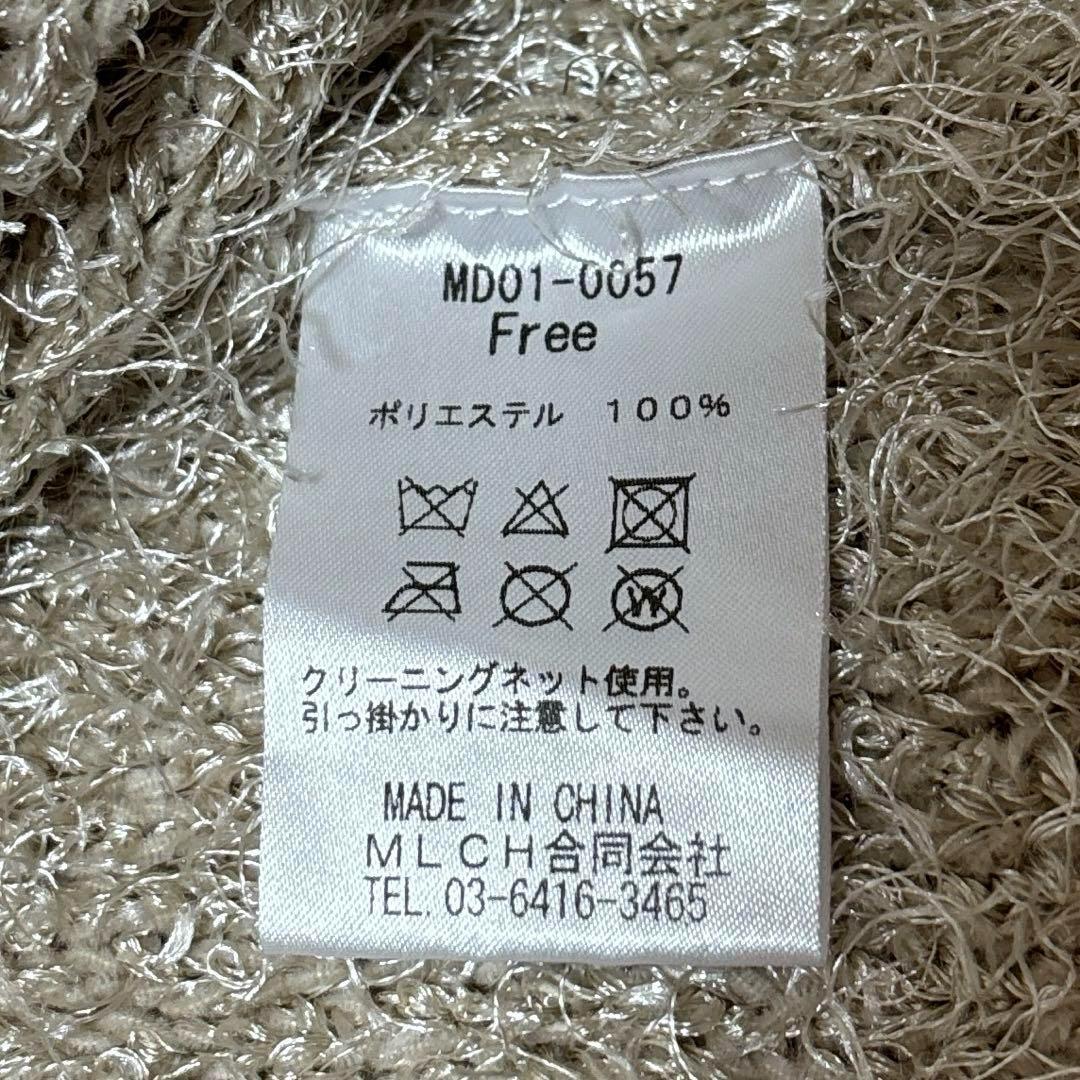 MD01-0057
Free
ポリエステル　１００％
W
クリーニングネット使用。
引っ掛かりに注意して下さい。
MADE IN CHINA
ＭＬＣＨ合同会社
TEL. 03-6416-3465